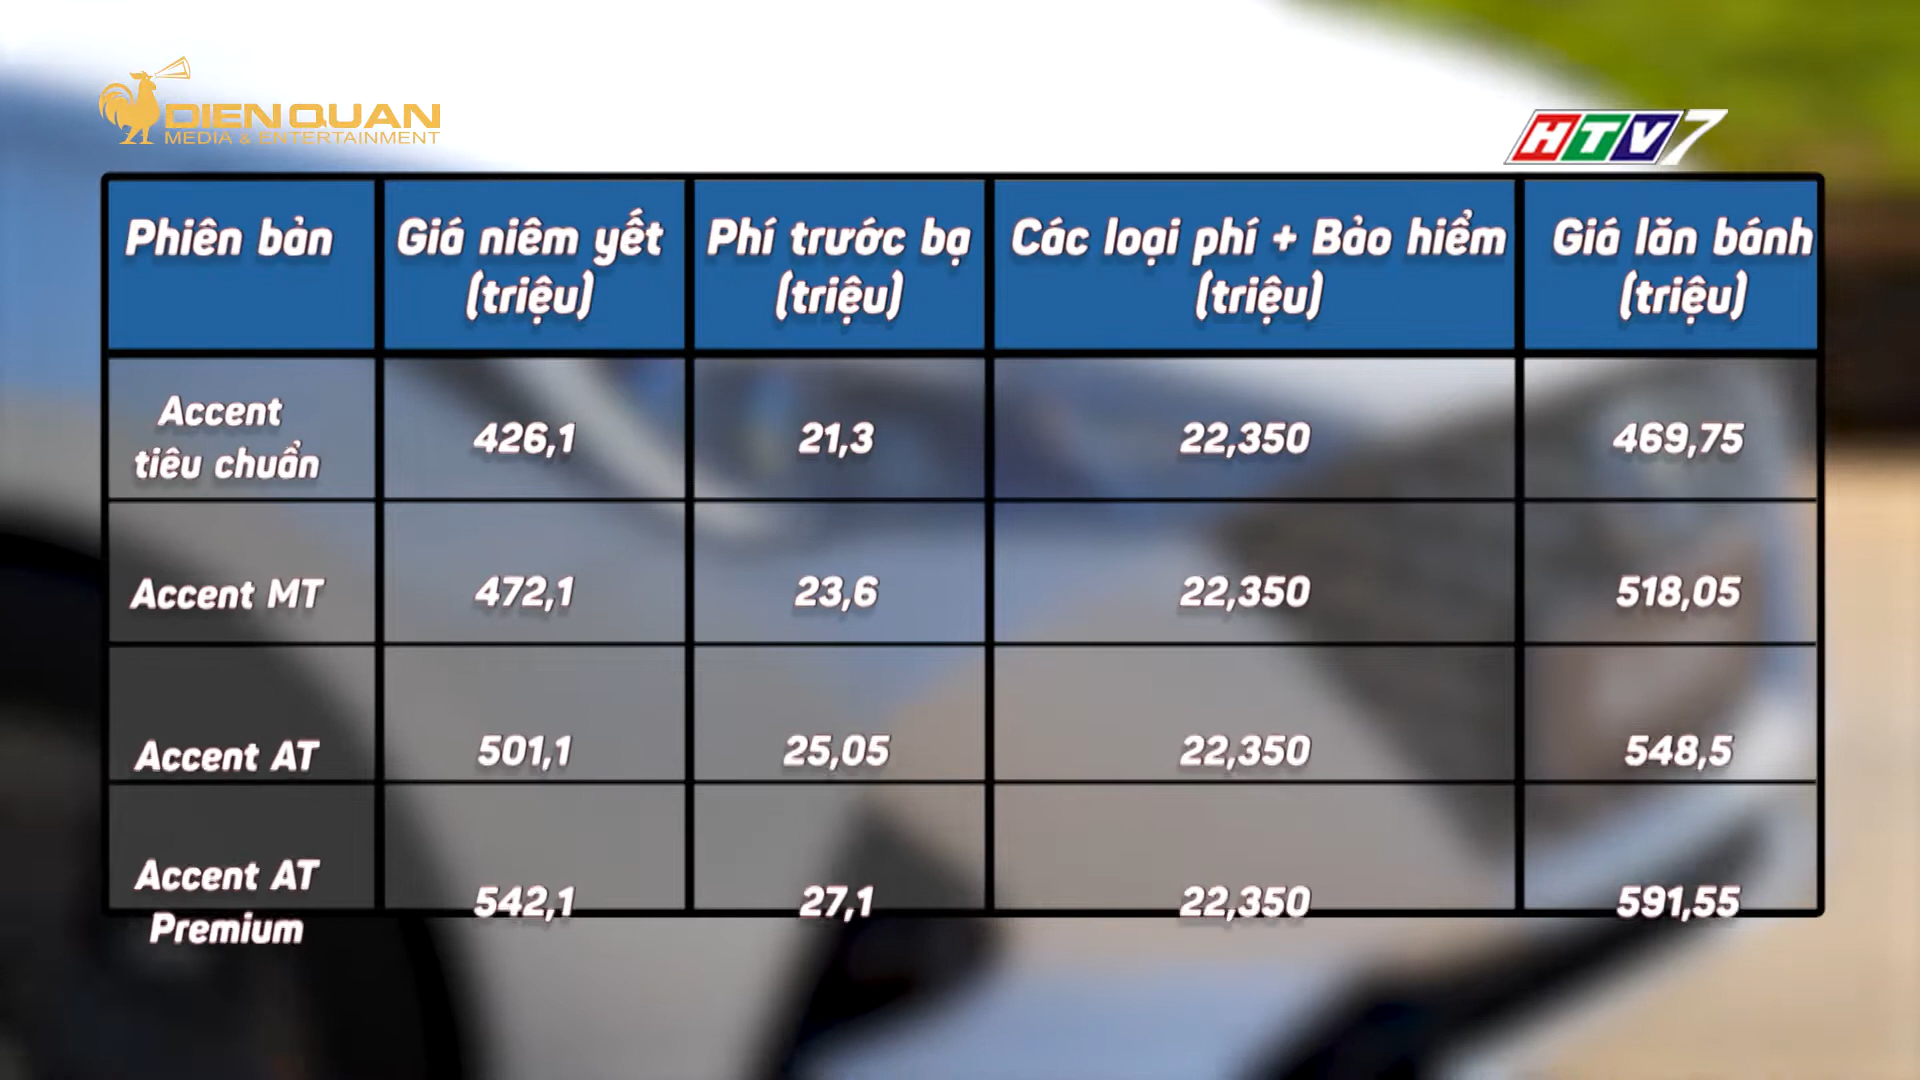 DIEN QUAN
MEDIA & ENTERTAINMENT
HTV7
Phiên bản
Giá niêm yết
(triệu)
Phí trước bạ
(triệu)
Các loại phí + Bảo hiểm
(triệu)
Giá lăn bánh
(triệu)
Accent
tiêu chuẩn
426,1
21,3
22,350
469,75
Accent MT
472,1
23,6
22,350
518,05
Accent AT
501,1
25,05
22,350
548,5
Accent AT
Premium
542,1
27,1
22,350
591,55